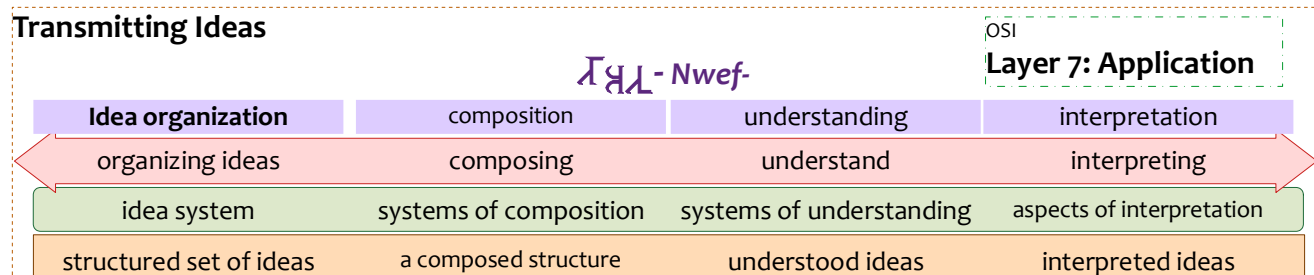 Transmitting Ideas
OSI
Layer 7: Application
- Nwef-
Idea organization composition understanding interpretation
organizing ideas composing understand interpreting
idea system systems of composition systems of understanding aspects of interpretation
structured set of ideas a composed structure understood ideas interpreted ideas